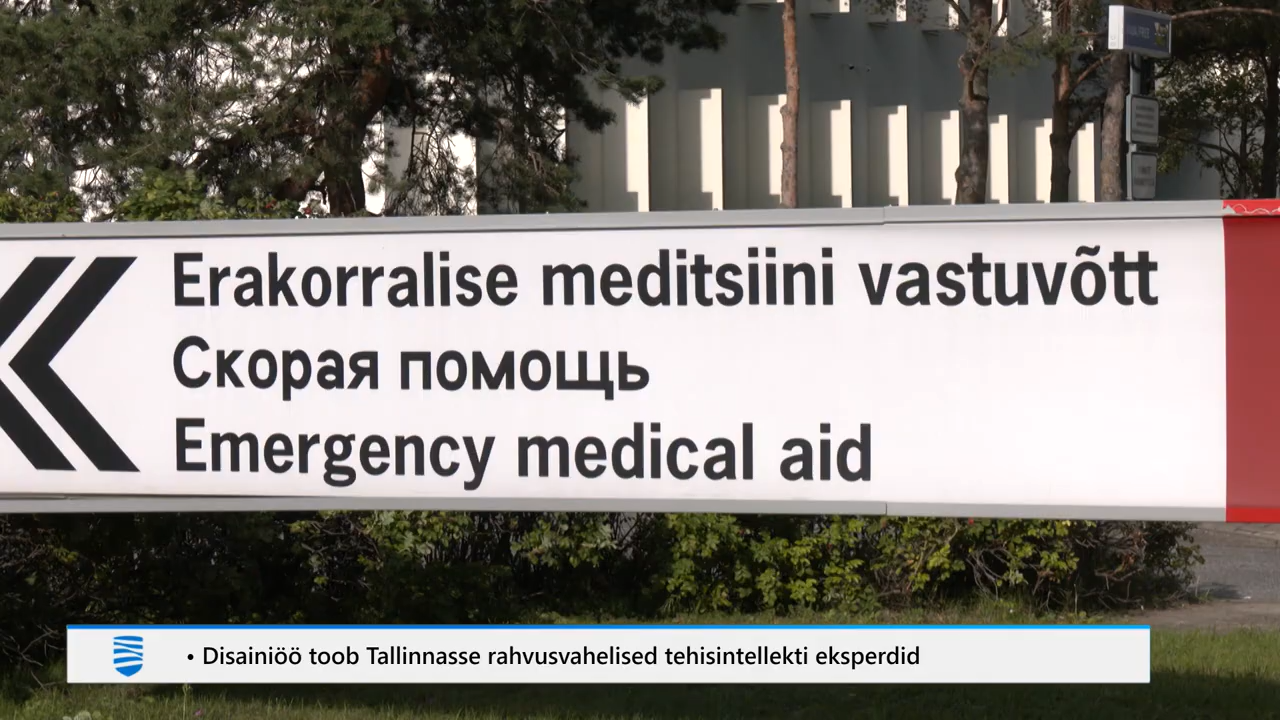 Erakorralise meditsiini vastuvõtt
Скорая помощь
Emergency medical aid
• Disainiöö toob Tallinnasse rahvusvahelised tehisintellekti eksperdid